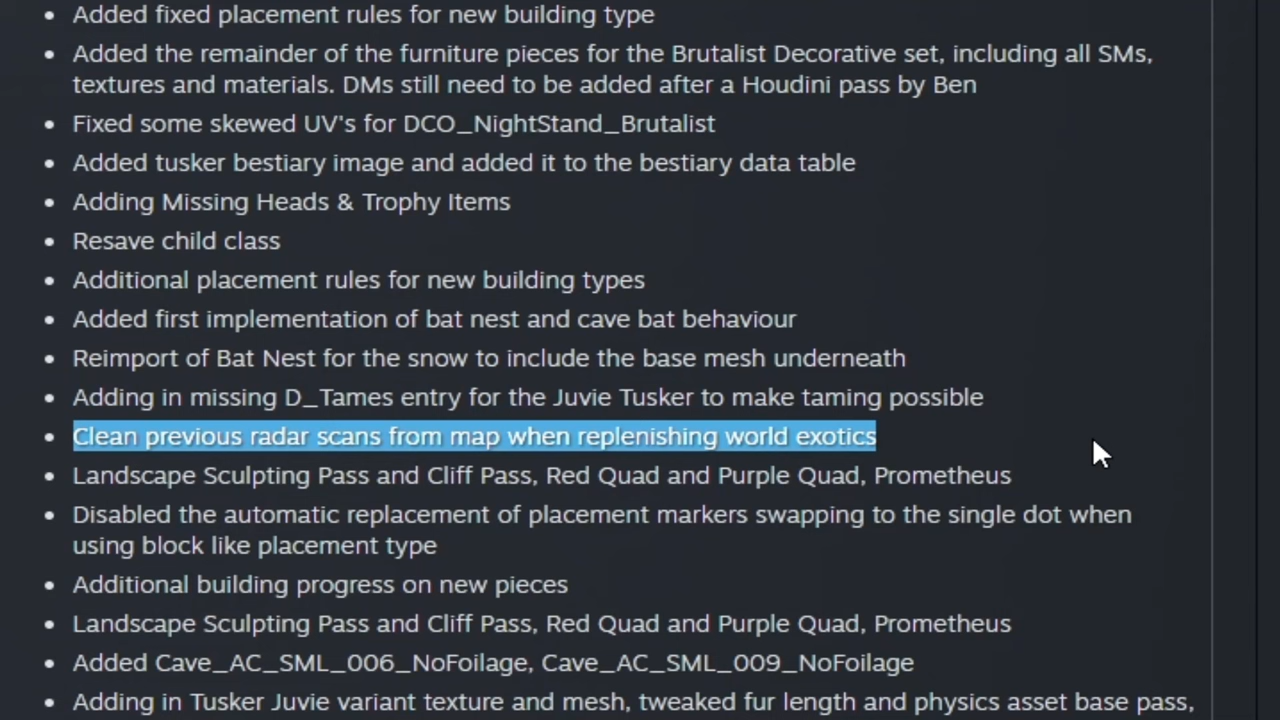 • Added fixed placement rules for new building type
• Added the remainder of the furniture pieces for the Brutalist Decorative set, including all SMs,
textures and materials. DMs still need to be added after a Houdini pass by Ben
• Fixed some skewed UV's for DCO_NightStand_Brutalist
• Added tusker bestiary image and added it to the bestiary data table
• Adding Missing Heads & Trophy Items
• Resave child class
• Additional placement rules for new building types
• Added first implementation of bat nest and cave bat behaviour
• Reimport of Bat Nest for the snow to include the base mesh underneath
• Adding in missing D_Tames entry for the Juvie Tusker to make taming possible
• Clean previous radar scans from map when replenishing world exotics
• Landscape Sculpting Pass and Cliff Pass, Red Quad and Purple Quad, Prometheus
• Disabled the automatic replacement of placement markers swapping to the single dot when
using block like placement type
• Additional building progress on new pieces
• Landscape Sculpting Pass and Cliff Pass, Red Quad and Purple Quad, Prometheus
• Added Cave_AC_SML_006_NoFoilage, Cave_AC_SML_009_NoFoilage
• Adding in Tusker Juvie variant texture and mesh, tweaked fur length and physics asset base pass,